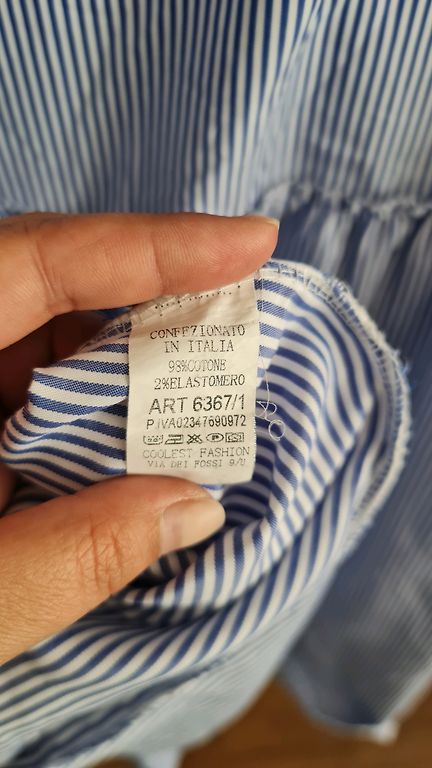 CONFEZIONATO
IN ITALIA
98%COTONE
2%ELASTOMERO
ART 6367/1
P.IVA02347690972
COOLEST FASHION
VIA DEI FOSSI 9/U